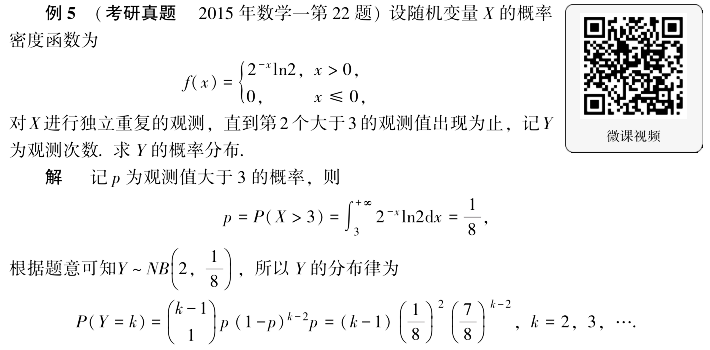 例 5 （考研真题 2015 年数学一第 22 题）设随机变量 X 的概率
密度函数为
f(x) = { 2^{-x}ln2, x > 0,
0, x ≤ 0,
对X进行独立重复的观测，直到第2个大于3的观测值出现为止，记Y
为观测次数. 求 Y 的概率分布.
微课视频
解 记 p 为观测值大于 3 的概率，则
p = P(X > 3) = ∫_3^{+∞} 2^{-x}ln2dx = 1/8,
根据题意可知Y ~ NB(2, 1/8)，所以 Y 的分布律为
P(Y = k) = \binom{k-1}{1} p (1-p)^{k-2} p = (k-1) (1/8)^2 (7/8)^{k-2}, k = 2, 3, ….